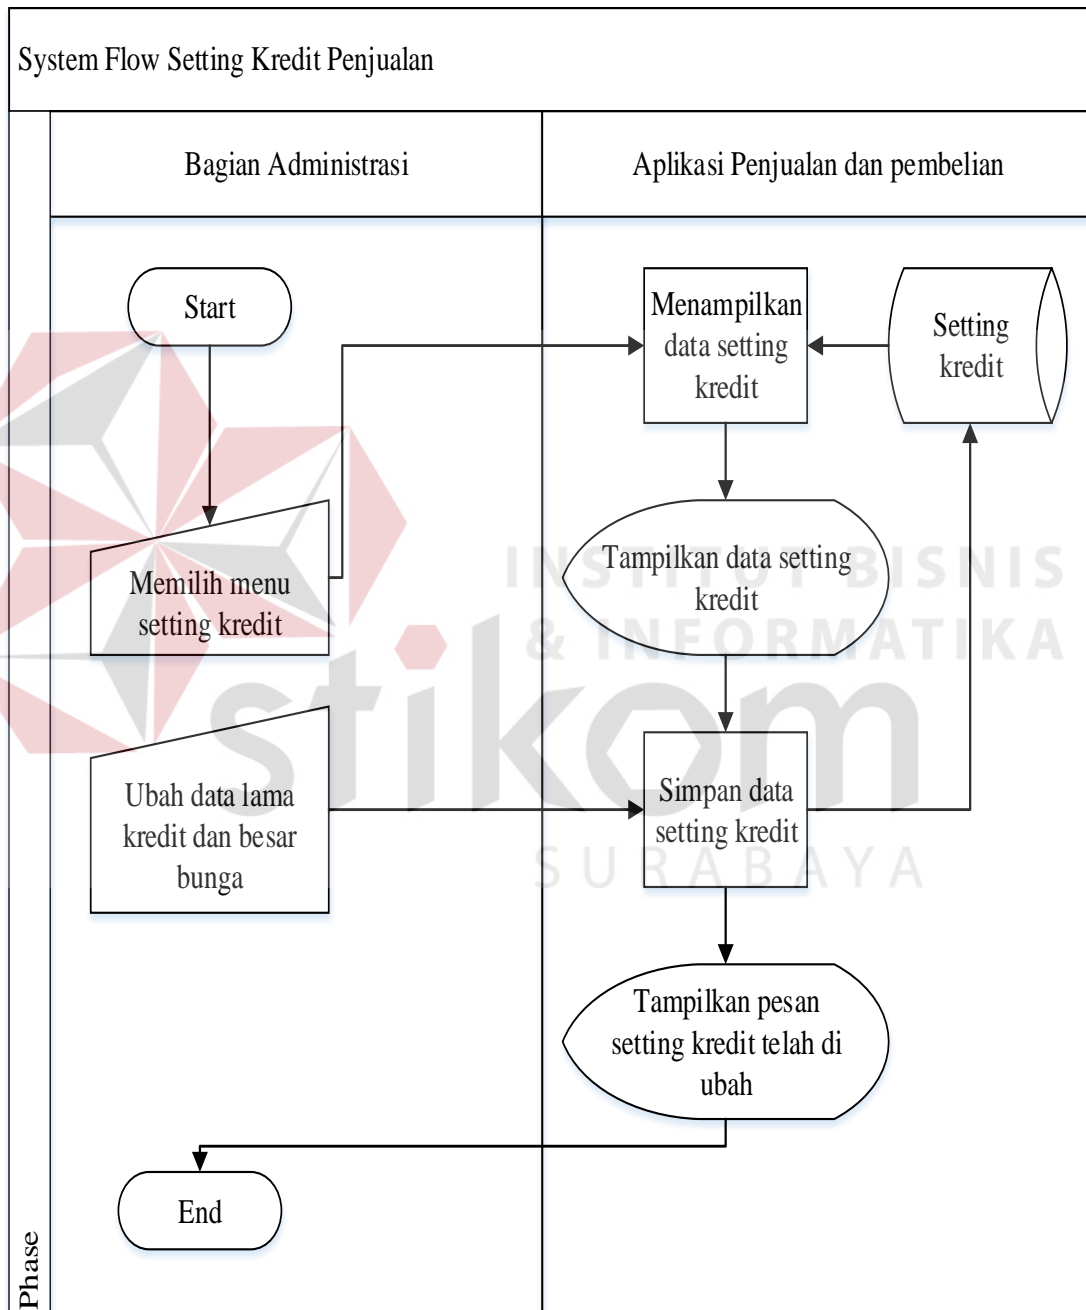 System Flow Setting Kredit Penjualan
Bagian Administrasi
Aplikasi Penjualan dan pembelian
Start
Menampilkan
data setting
kredit
Setting
kredit
Memilih menu
setting kredit
Tampilkan data setting
kredit
INSTITUT BISNIS
& INFORMATIKA
stikom
SURABAYA
Ubah data lama
kredit dan besar
bunga
Simpan data
setting kredit
Tampilkan pesan
setting kredit telah di
ubah
End
Phase